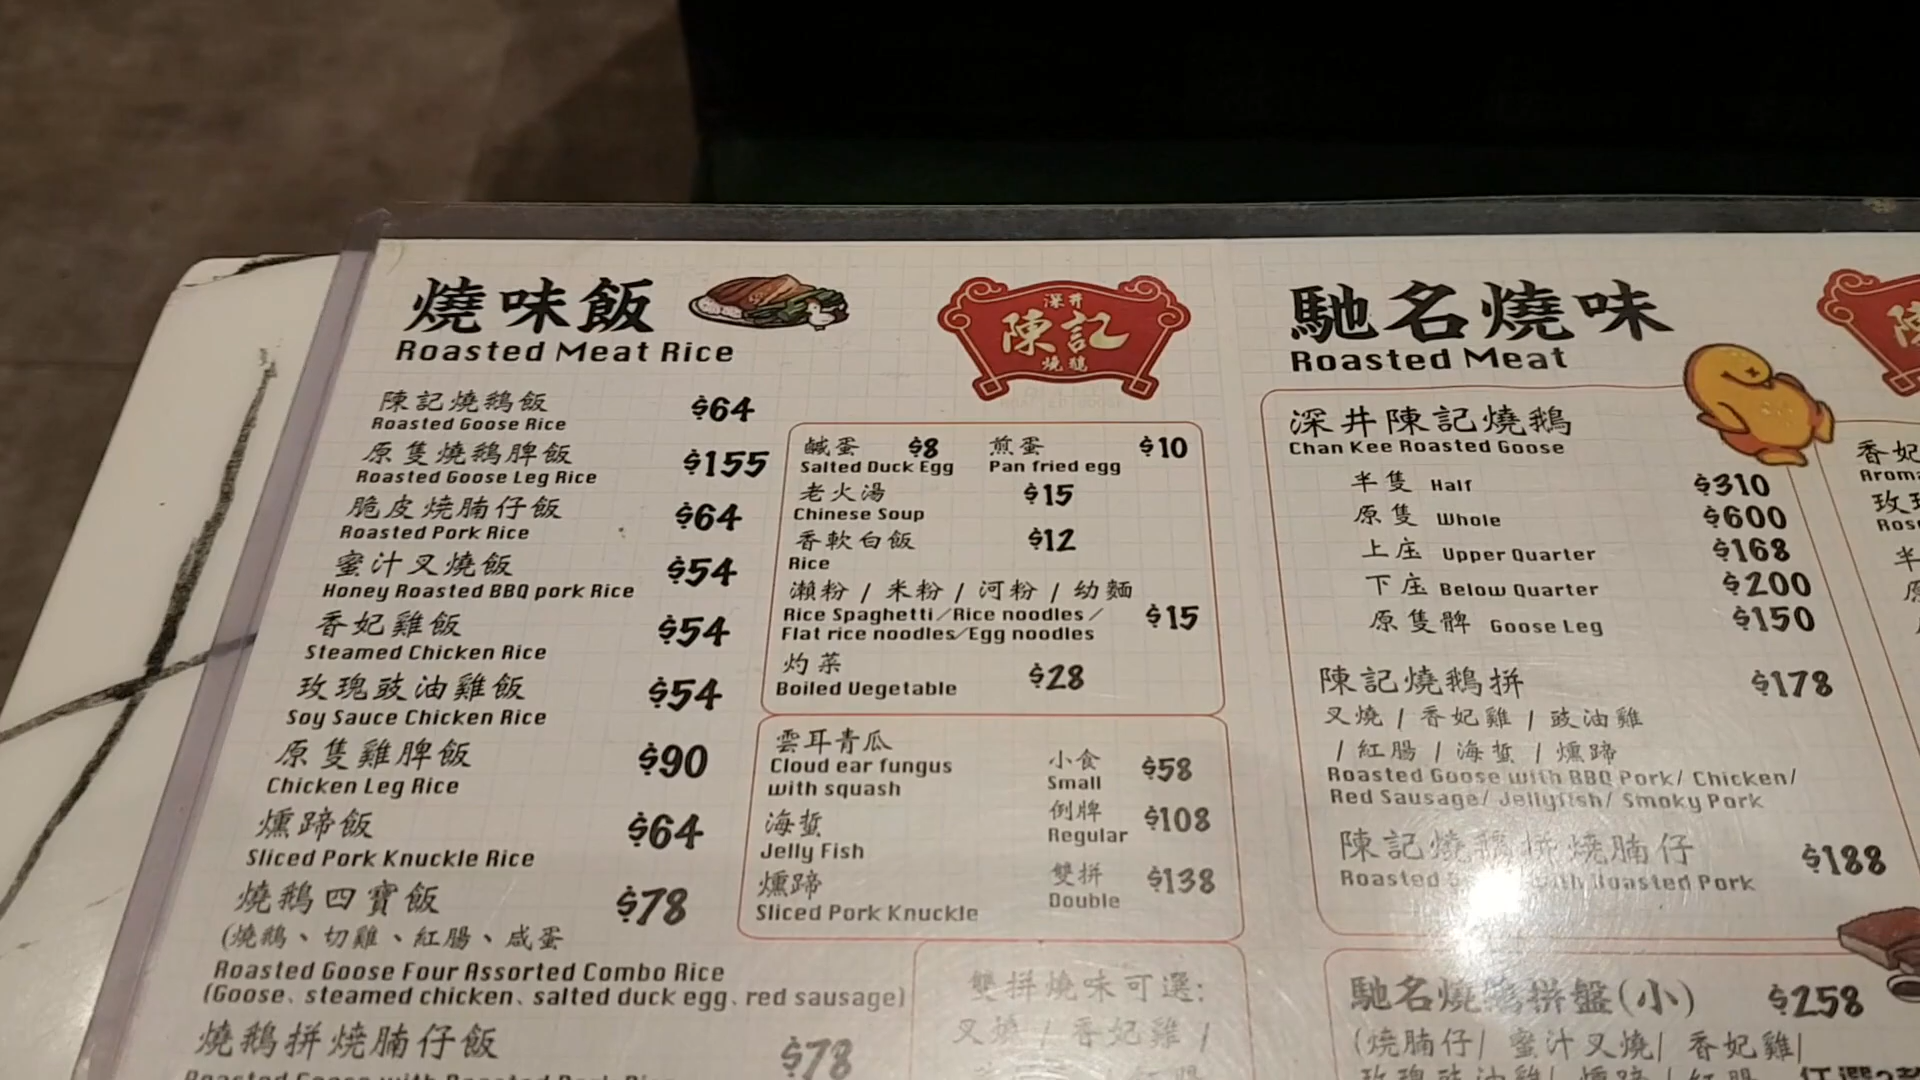 燒味飯
Roasted Meat Rice
陳記燒鵝飯 $64
Roasted Goose Rice
原隻燒鵝脾飯 $155
Roasted Goose Leg Rice
脆皮燒腩仔飯 $64
Roasted Pork Rice
蜜汁叉燒飯 $54
Honey Roasted BBQ pork Rice
香妃雞飯 $54
Steamed Chicken Rice
玫瑰豉油雞飯 $54
Soy Sauce Chicken Rice
原隻雞脾飯 $90
Chicken Leg Rice
燻蹄飯 $64
Sliced Pork Knuckle Rice
燒鵝四寶飯 $78
(燒鵝、切雞、紅腸、咸蛋
Roasted Goose Four Assorted Combo Rice
(Goose、steamed chicken、salted duck egg、red sausage)
燒鵝拼燒腩仔飯 $78
深井
陳記
燒鵝
鹹蛋 $8 煎蛋 $10
Salted Duck Egg Pan fried egg
老火湯 $15
Chinese Soup
香軟白飯 $12
Rice
瀨粉 / 米粉 / 河粉 / 幼麵
Rice Spaghetti/Rice noodles/ $15
Flat rice noodles/Egg noodles
灼菜 $28
Boiled Vegetable
雲耳青瓜
Cloud ear fungus
with squash
海蜇
Jelly Fish
燻蹄
Sliced Pork Knuckle
小食 $58
Small
例牌 $108
Regular
雙拼 $138
Double
雙拼燒味可選:
叉燒 / 香妃雞 /
馳名燒味
Roasted Meat
深井陳記燒鵝
Chan Kee Roasted Goose
半隻 Half $310
原隻 Whole $600
上庄 Upper Quarter $168
下庄 Below Quarter $200
原隻髀 Goose Leg $150
陳記燒鵝拼 $178
叉燒 / 香妃雞 / 豉油雞
/ 紅腸 / 海蜇 / 燻蹄
Roasted Goose with BBQ Pork/ Chicken/
Red Sausage/ Jellyfish/ Smoky Pork
陳記燒鵝拼燒腩仔 $188
Roasted with Roasted Pork
馳名燒鵝拼盤(小) $258
(燒腩仔/ 蜜汁叉燒/ 香妃雞/
香妃